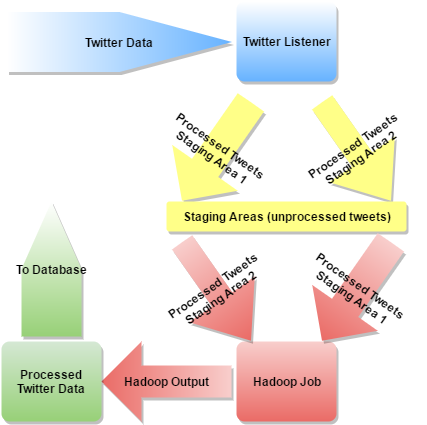 Twitter Data
Twitter Listener
Processed Tweets
Staging Area 1
Processed Tweets
Staging Area 2
Staging Areas (unprocessed tweets)
Processed Tweets
Staging Area 2
Processed Tweets
Staging Area 1
To Database
Processed
Twitter Data
Hadoop Output
Hadoop Job